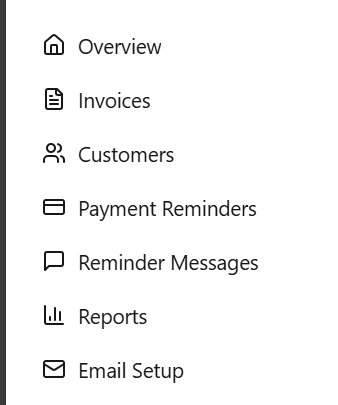 Overview
Invoices
Customers
Payment Reminders
Reminder Messages
Reports
Email Setup